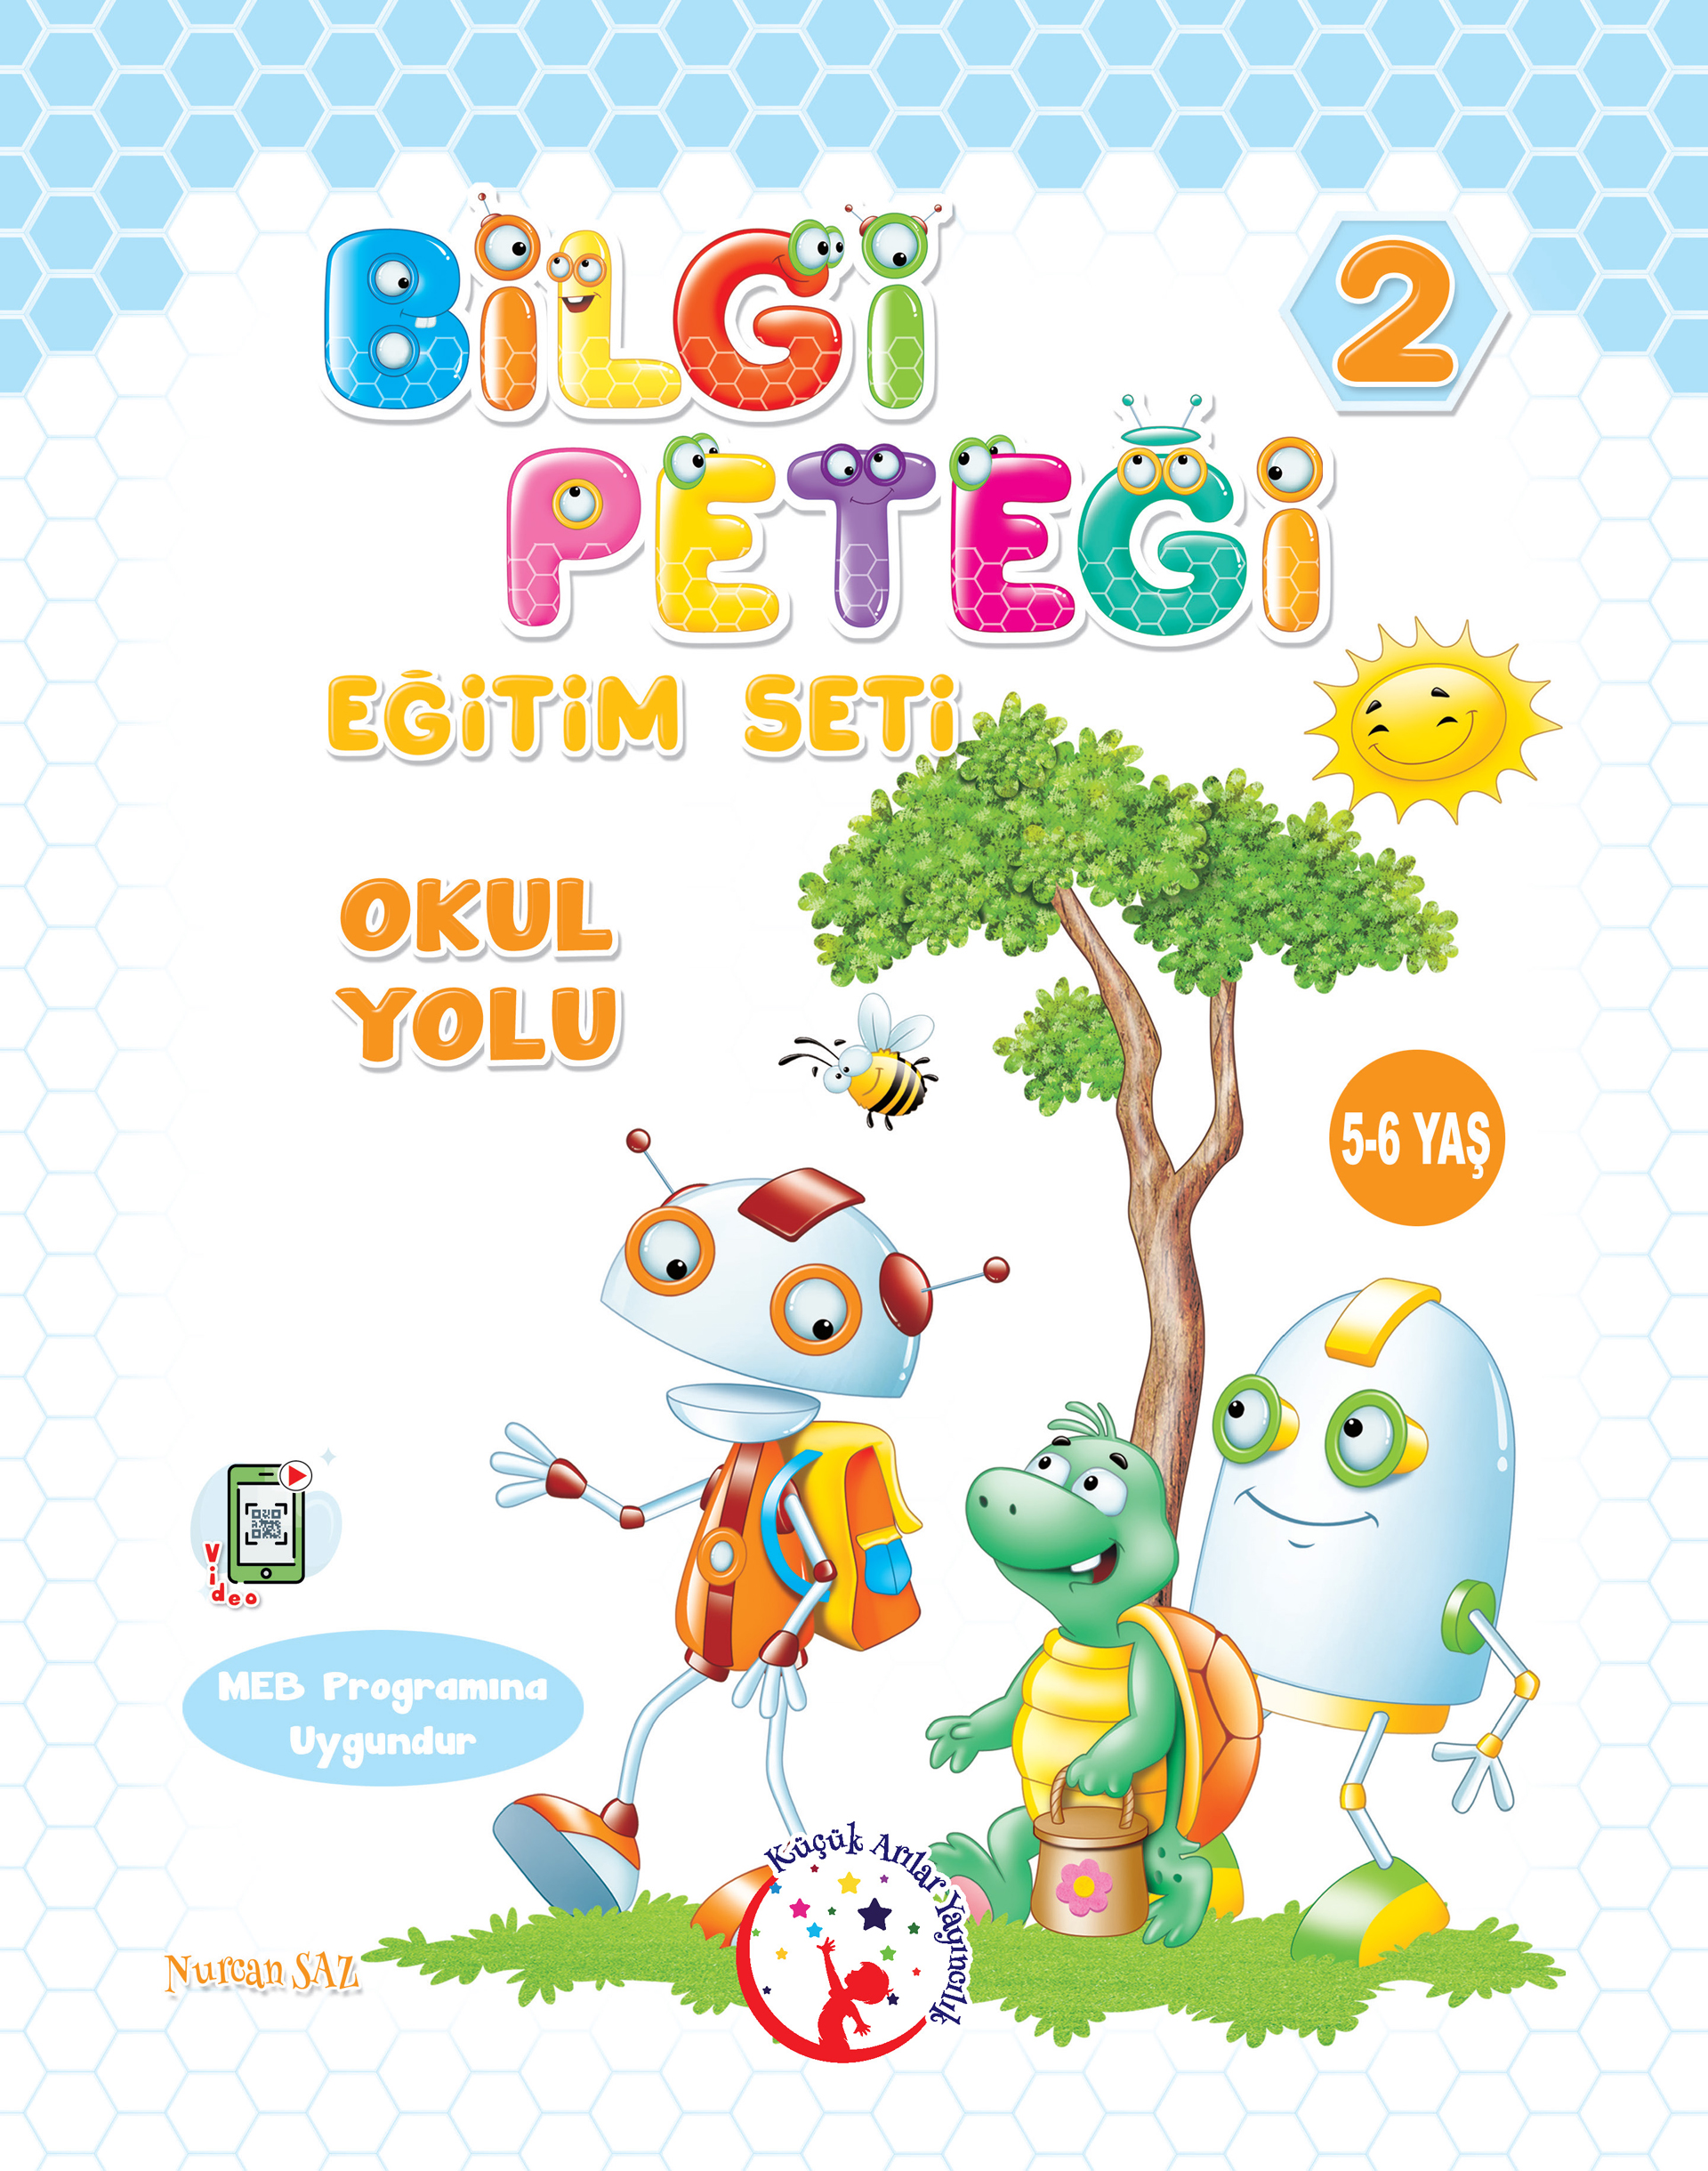 BİLGİ
2
PETEĞİ
EĞİTİM SETİ
OKUL
YOLU
5-6 YAŞ
Video
MEB Programına
Uygundur
Küçük Arılar Yayıncılık
Nurcan SAZ